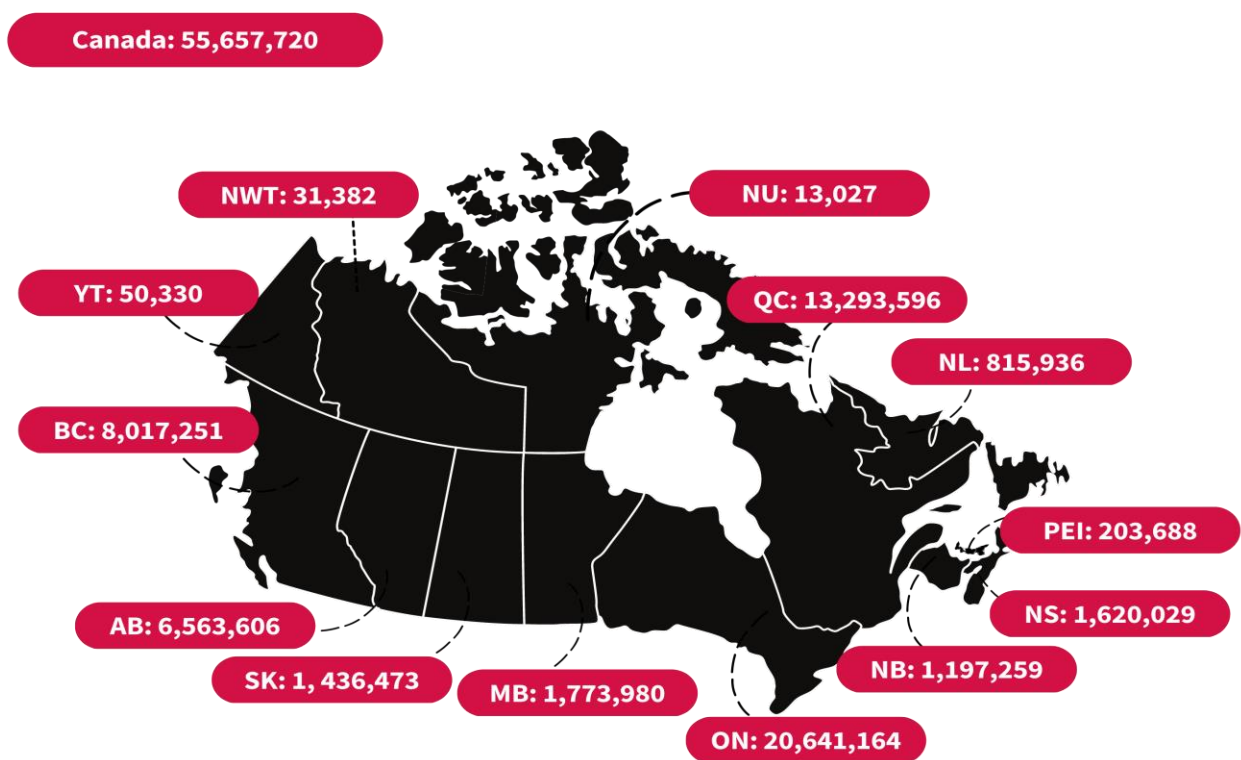 Canada: 55,657,720
NWT: 31,382
NU: 13,027
YT: 50,330
QC: 13,293,596
NL: 815,936
BC: 8,017,251
PEI: 203,688
NS: 1,620,029
AB: 6,563,606
NB: 1,197,259
SK: 1, 436,473
MB: 1,773,980
ON: 20,641,164